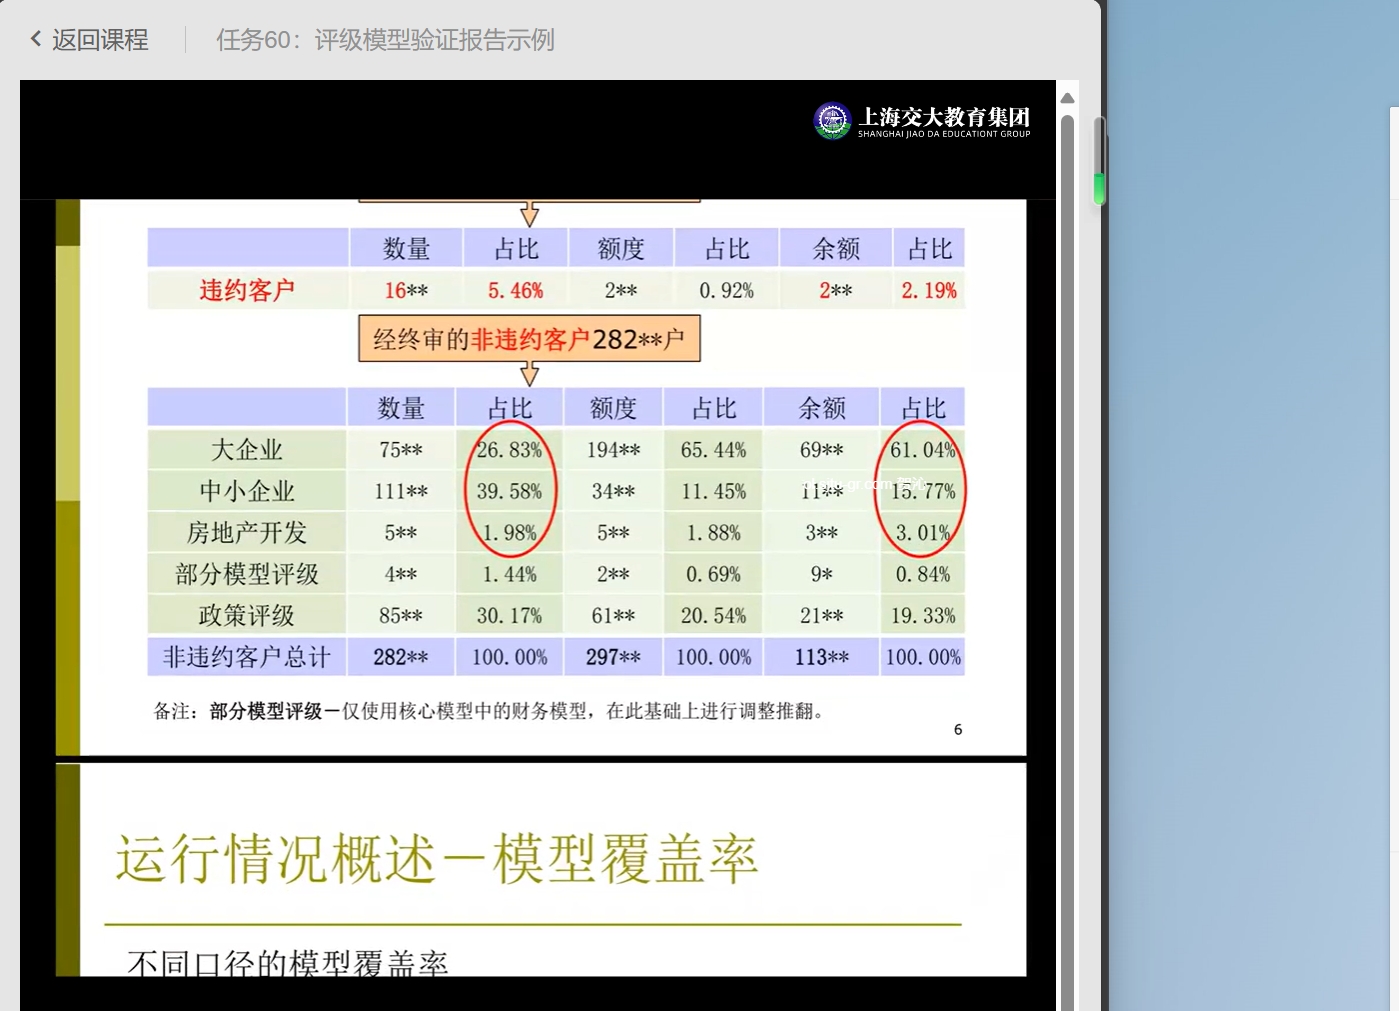 返回课程 任务60：评级模型验证报告示例
上海交大教育集团
SHANGHAI JIAO DA EDUCATIONT GROUP
数量 占比 额度 占比 余额 占比
违约客户 16** 5.46% 2** 0.92% 2** 2.19%
经终审的非违约客户282**户
数量 占比 额度 占比 余额 占比
大企业 75** 26.83% 194** 65.44% 69** 61.04%
中小企业 111** 39.58% 34** 11.45% 11** 15.77%
房地产开发 5** 1.98% 5** 1.88% 3** 3.01%
部分模型评级 4** 1.44% 2** 0.69% 9* 0.84%
政策评级 85** 30.17% 61** 20.54% 21** 19.33%
非违约客户总计 282** 100.00% 297** 100.00% 113** 100.00%
备注：部分模型评级－仅使用核心模型中的财务模型，在此基础上进行调整推翻。
6
运行情况概述－模型覆盖率
不同口径的模型覆盖率